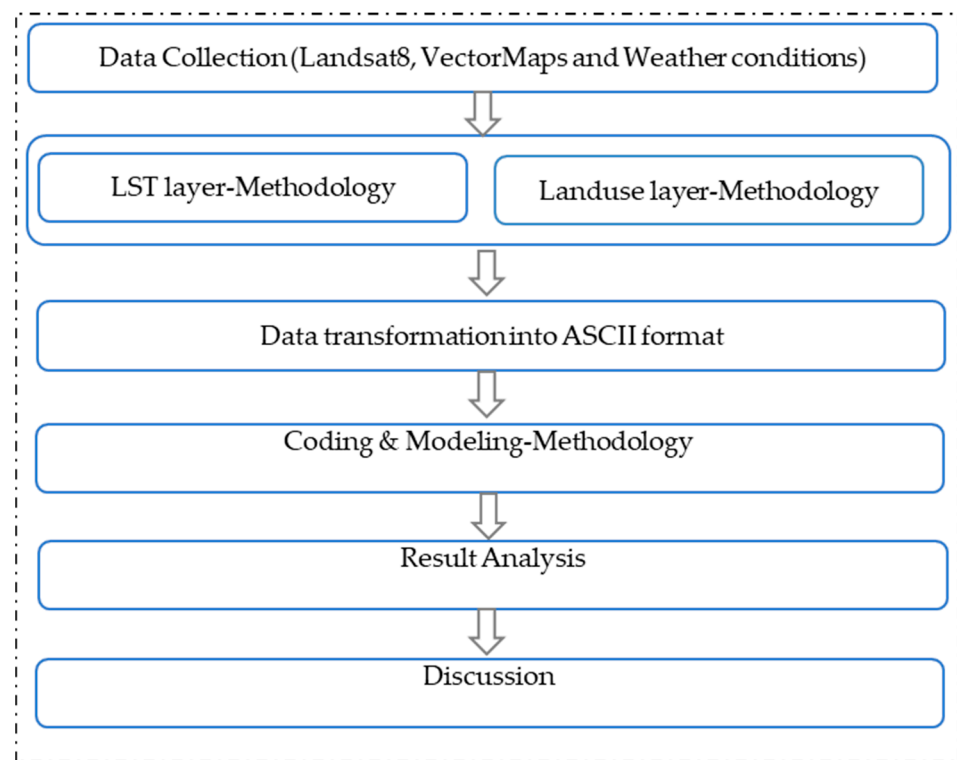 Data Collection (Landsat8, VectorMaps and Weather conditions)
LST layer-Methodology
Landuse layer-Methodology
Data transformation into ASCII format
Coding & Modeling-Methodology
Result Analysis
Discussion